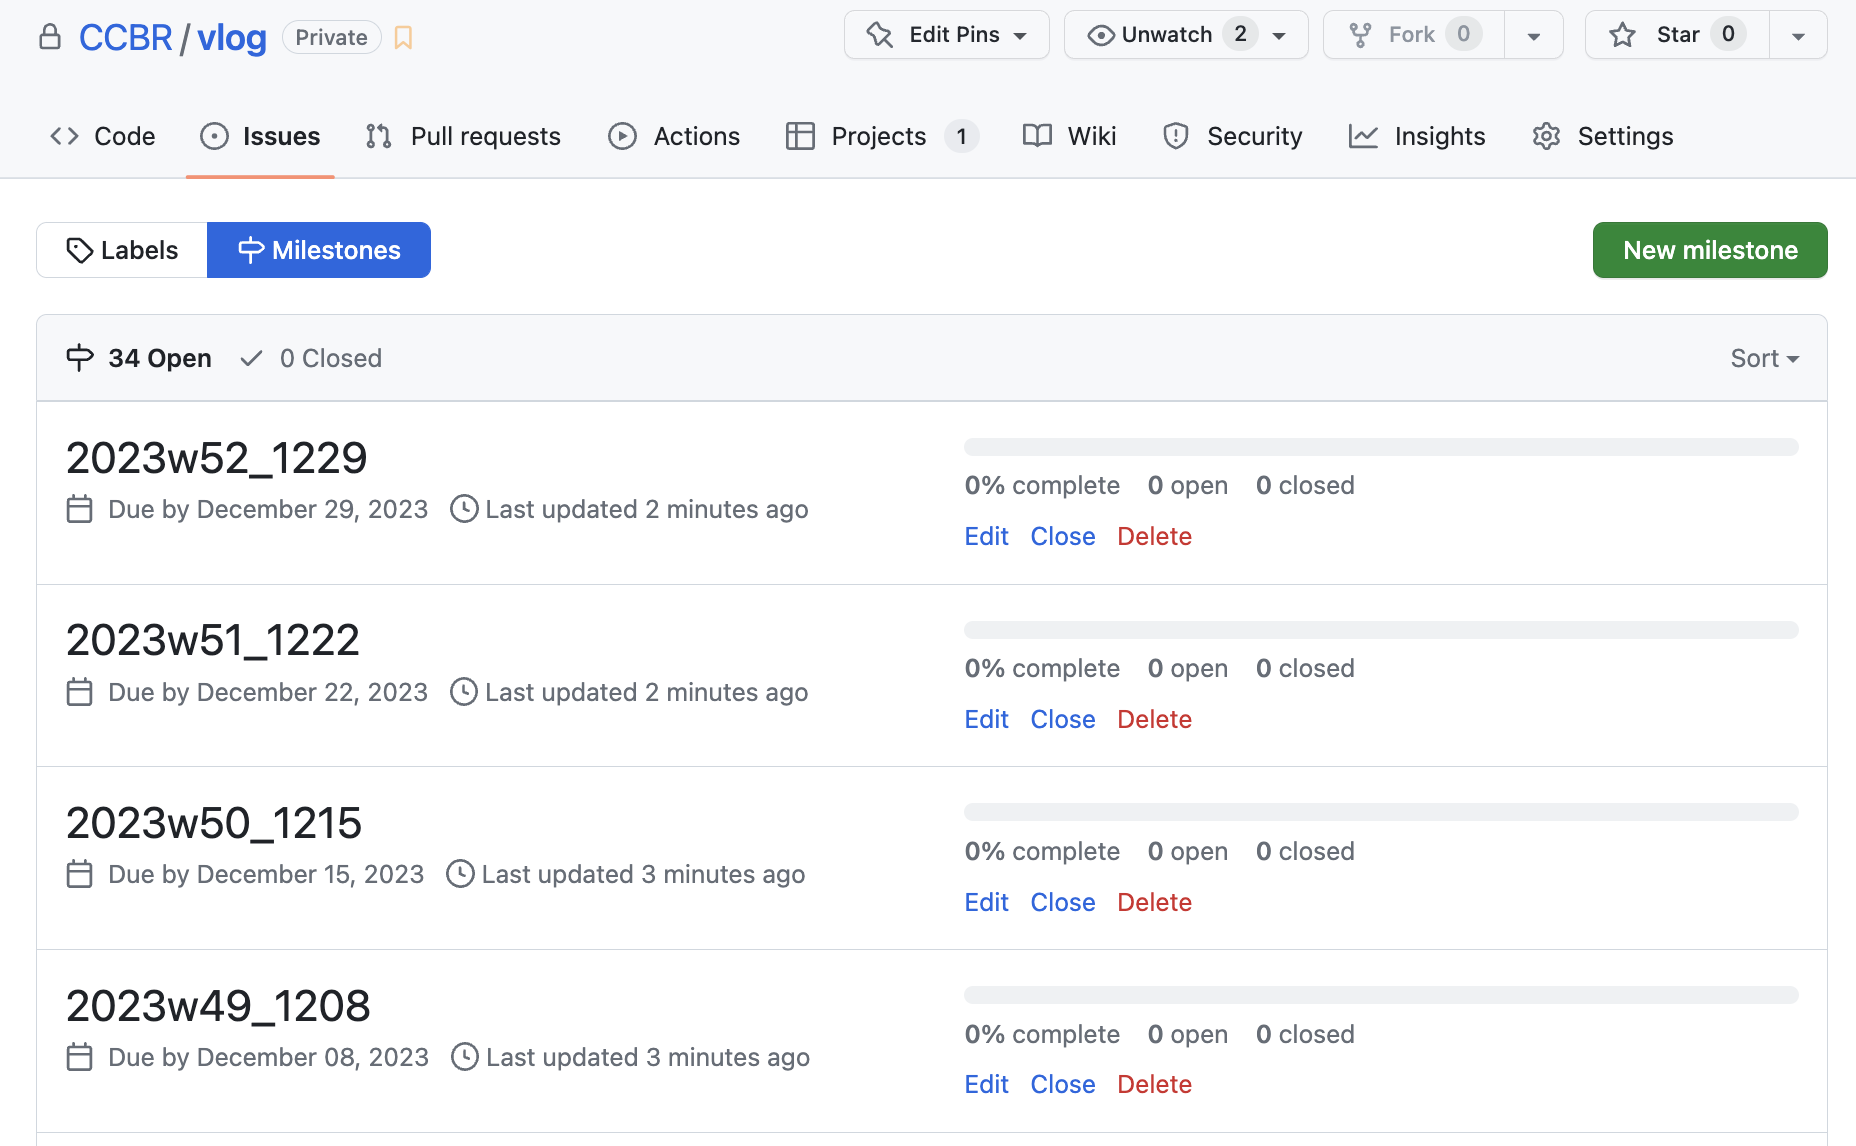 CCBR / vlog Private Edit Pins Unwatch 2 Fork 0 Star 0
Code Issues Pull requests Actions Projects 1 Wiki Security Insights Settings
Labels Milestones New milestone
34 Open 0 Closed Sort
2023w52_1229
Due by December 29, 2023 Last updated 2 minutes ago
0% complete 0 open 0 closed
Edit Close Delete
2023w51_1222
Due by December 22, 2023 Last updated 2 minutes ago
0% complete 0 open 0 closed
Edit Close Delete
2023w50_1215
Due by December 15, 2023 Last updated 3 minutes ago
0% complete 0 open 0 closed
Edit Close Delete
2023w49_1208
Due by December 08, 2023 Last updated 3 minutes ago
0% complete 0 open 0 closed
Edit Close Delete